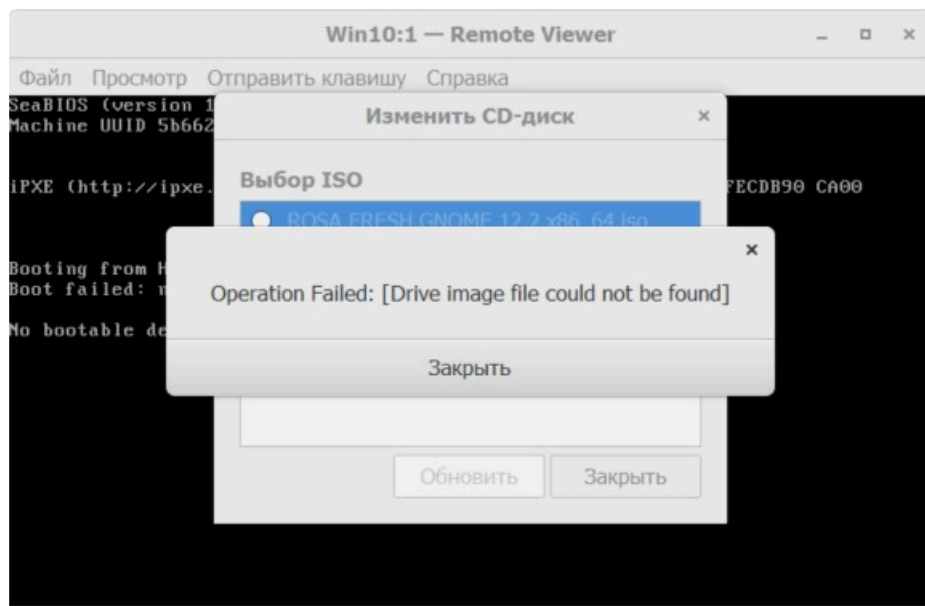 Win10:1 — Remote Viewer
Файл Просмотр Отправить клавишу Справка
SeaBIOS (version 1
Machine UUID 5b662
Изменить CD-диск
Выбор ISO
iPXE (http://ipxe. FECDB90 CA00
ROSA FRESH GNOME 12.2 x86_64 iso
Booting from H
Boot failed: n
Operation Failed: [Drive image file could not be found]
No bootable de
Закрыть
Обновить Закрыть